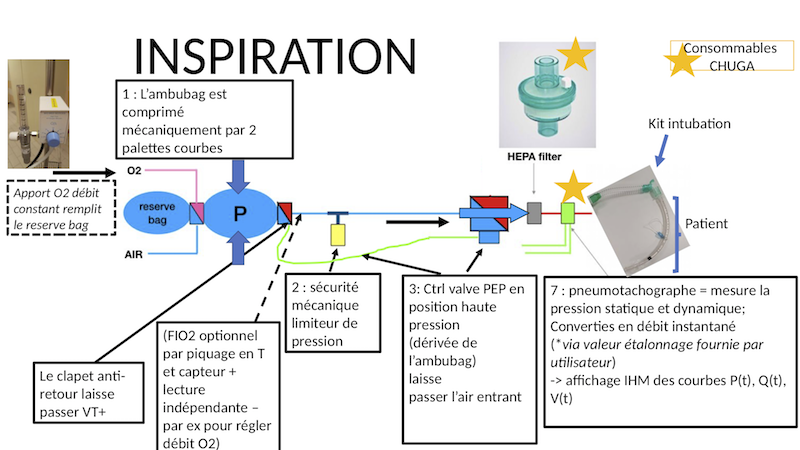 INSPIRATION
Consommables
CHUGA
1 : L’ambubag est
comprimé
mécaniquement par 2
palettes courbes
Kit intubation
HEPA filter
O2
Apport O2 débit
constant remplit
le reserve bag
reserve
bag
P
AIR
Patient
2 : sécurité
mécanique
limiteur de
pression
3: Ctrl valve PEP en
position haute
pression
(dérivée de
l’ambubag)
laisse
passer l’air entrant
7 : pneumotachographe = mesure la
pression statique et dynamique;
Converties en débit instantané
(*via valeur étalonnage fournie par
utilisateur)
-> affichage IHM des courbes P(t), Q(t),
V(t)
(FIO2 optionnel
par piquage en T
et capteur +
lecture
indépendante –
par ex pour régler
débit O2)
Le clapet anti-
retour laisse
passer VT+